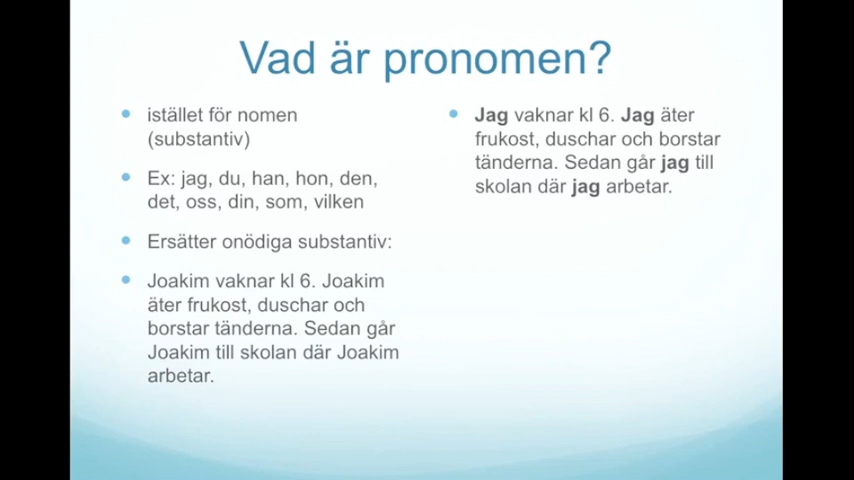 Vad är pronomen?
istället för nomen
(substantiv)
Ex: jag, du, han, hon, den,
det, oss, din, som, vilken
Ersätter onödiga substantiv:
Joakim vaknar kl 6. Joakim
äter frukost, duschar och
borstar tänderna. Sedan går
Joakim till skolan där Joakim
arbetar.
Jag vaknar kl 6. Jag äter
frukost, duschar och borstar
tänderna. Sedan går jag till
skolan där jag arbetar.